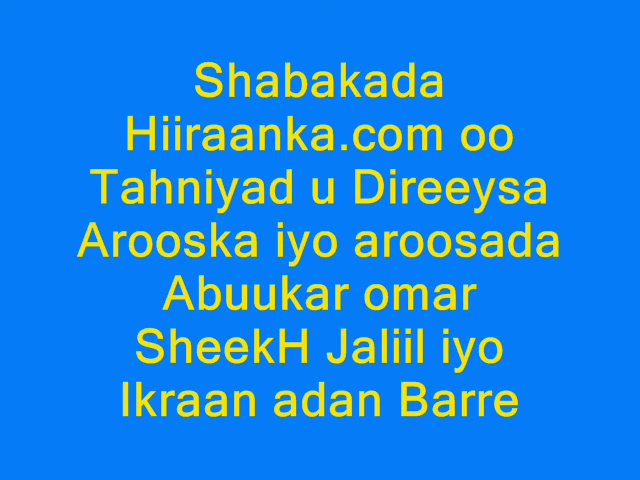 Shabakada
Hiiraanka.com oo
Tahniyad u Direeysa
Arooska iyo aroosada
Abuukar omar
SheekH Jaliil iyo
Ikraan adan Barre